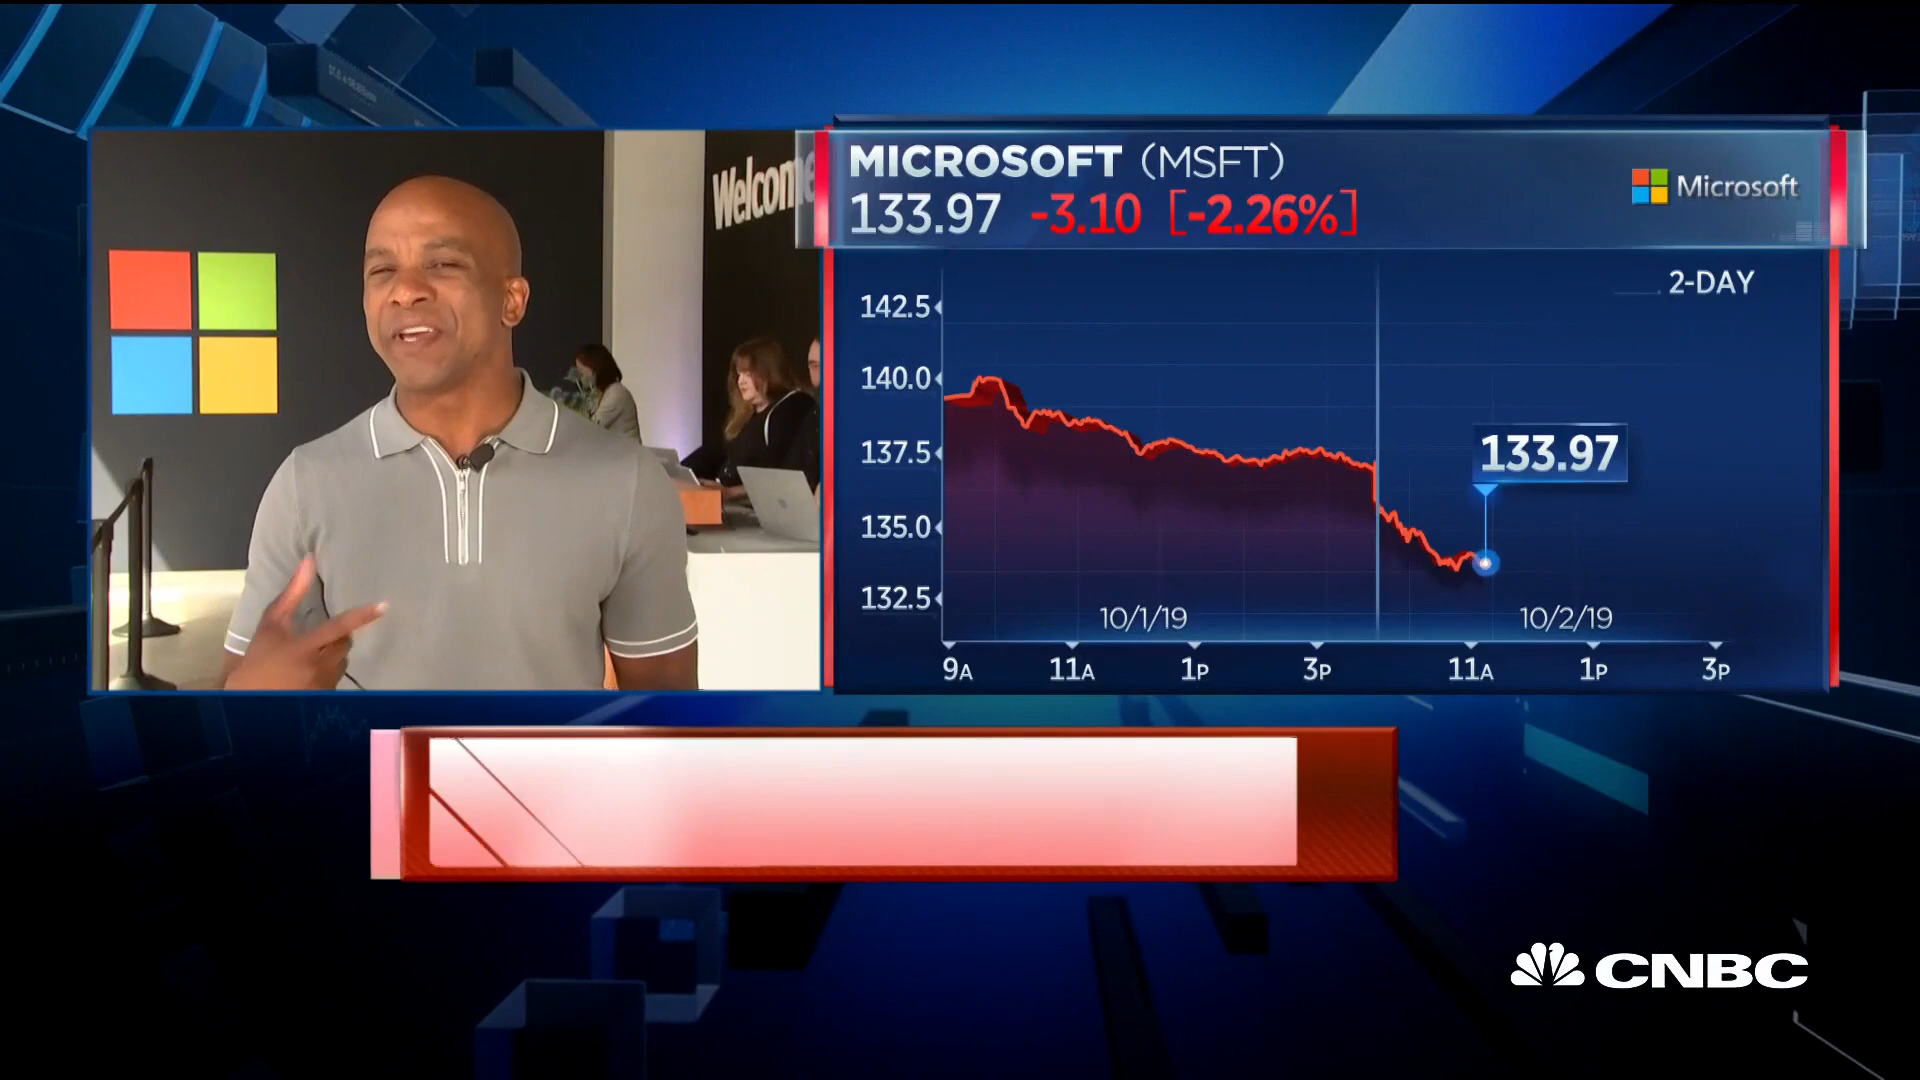 Welcom
MICROSOFT (MSFT)
133.97 -3.10 [-2.26%]
Microsoft
2-DAY
142.5
140.0
137.5
135.0
132.5
133.97
10/1/19 10/2/19
9A 11A 1P 3P 11A 1P 3P
CNBC